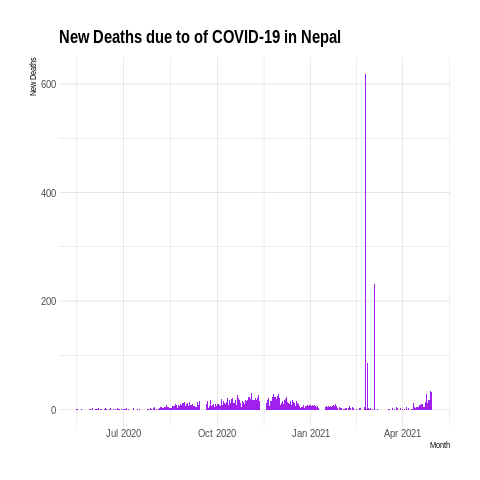 New Deaths due to of COVID-19 in Nepal
New Deaths
600
400
200
0
Jul 2020 Oct 2020 Jan 2021 Apr 2021
Month